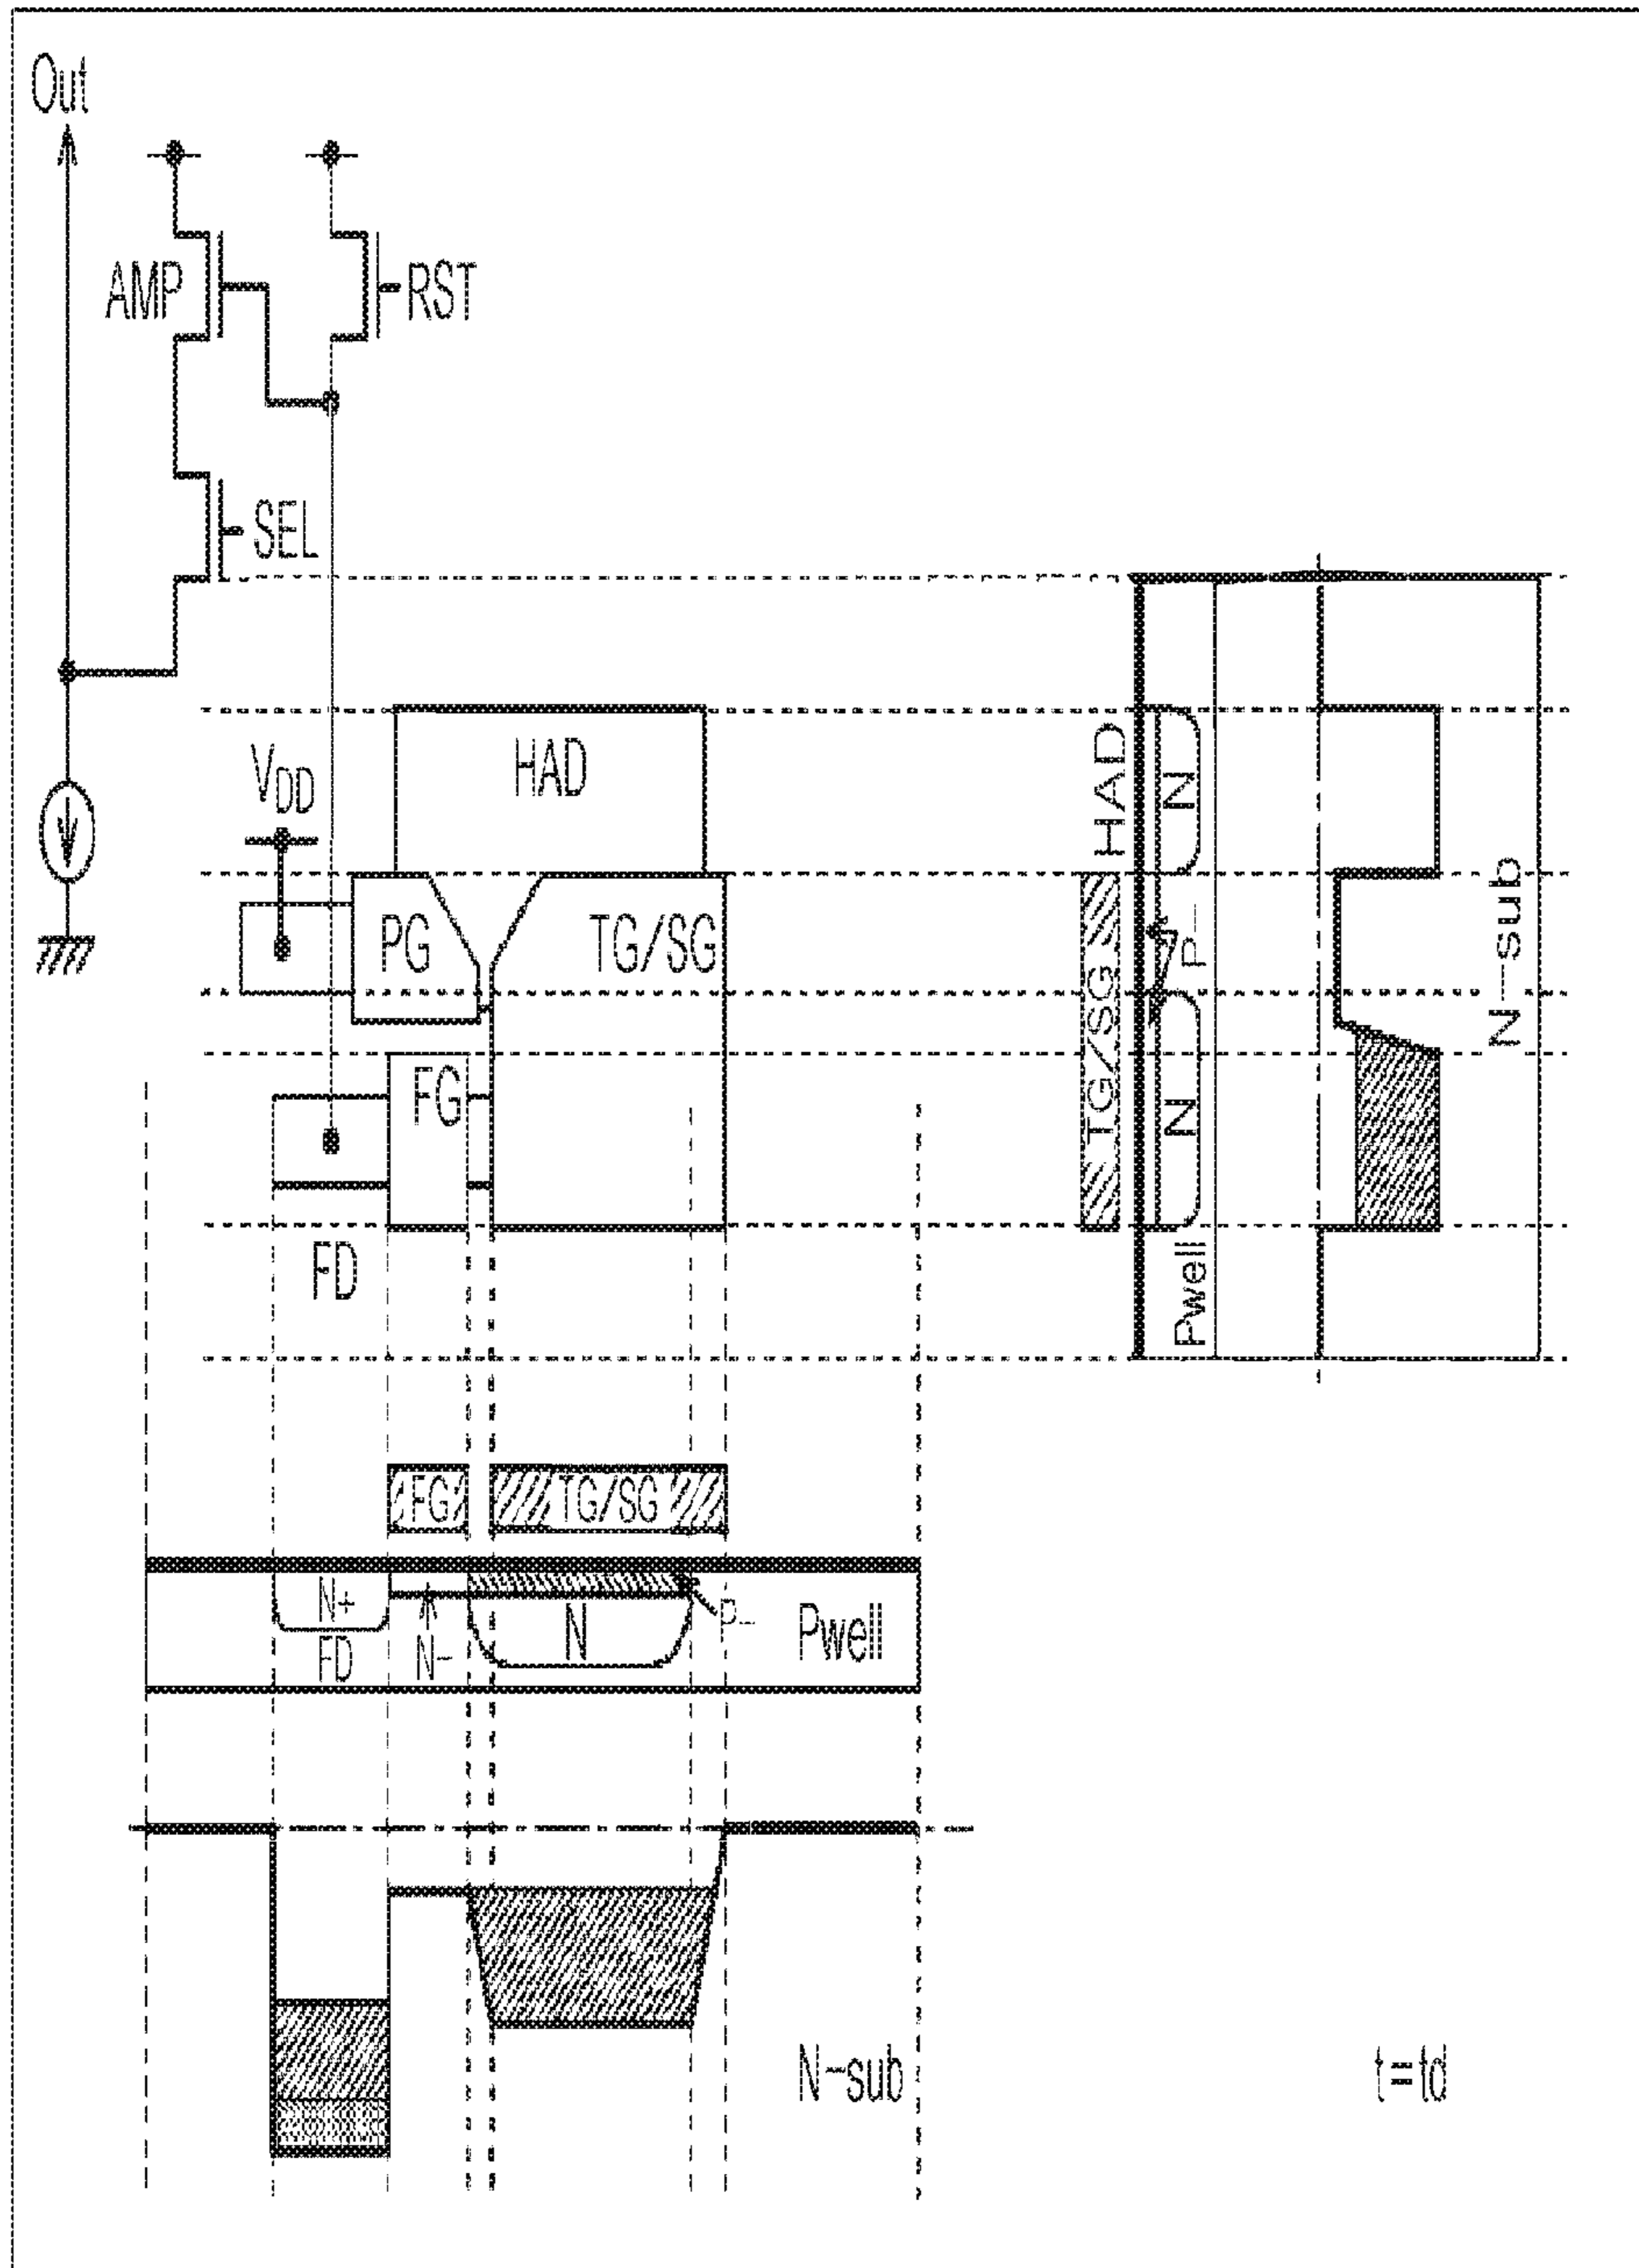 Out
AMP
RST
SEL
VDD
HAD
PG
TG/SG
FG
FD
HAD
TG/SG
N
P-
N
Pwell
N-sub
FG
TG/SG
N+
FD
N-
N
P-
Pwell
N-sub
t=td